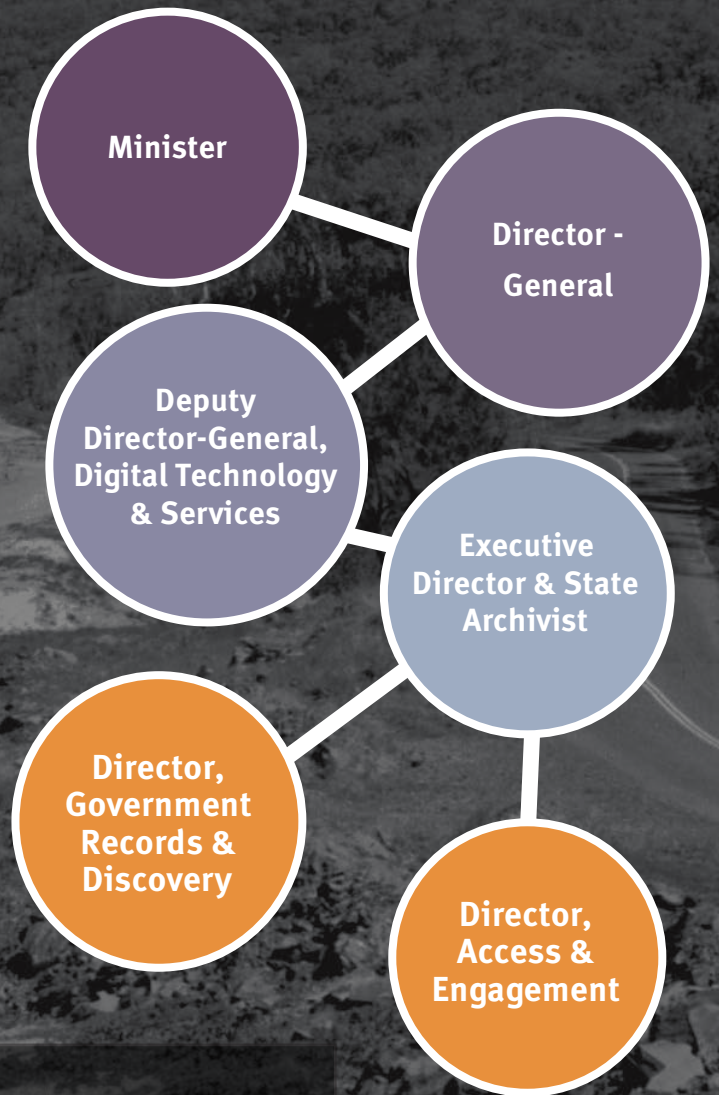 Minister
Director -
General
Deputy
Director-General,
Digital Technology
& Services
Executive
Director & State
Archivist
Director,
Government
Records &
Discovery
Director,
Access &
Engagement